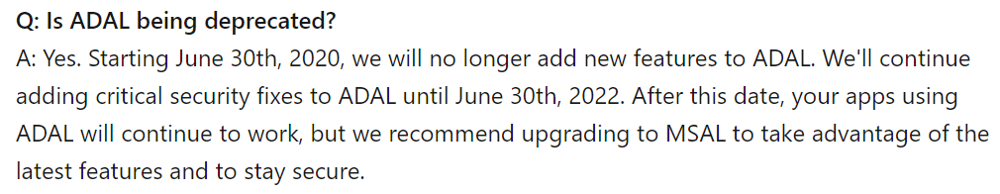 Q: Is ADAL being deprecated?
A: Yes. Starting June 30th, 2020, we will no longer add new features to ADAL. We'll continue
adding critical security fixes to ADAL until June 30th, 2022. After this date, your apps using
ADAL will continue to work, but we recommend upgrading to MSAL to take advantage of the
latest features and to stay secure.